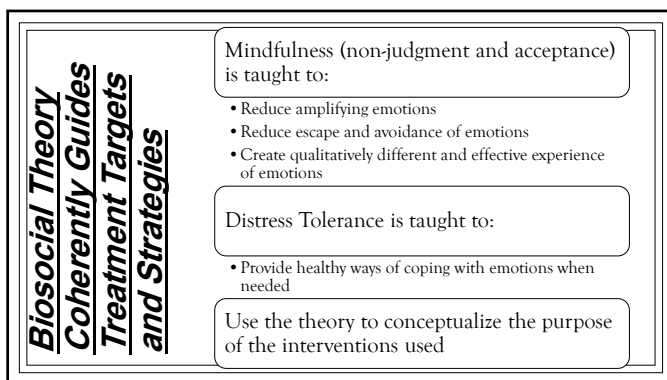 Biosocial Theory
Coherently Guides
Treatment Targets
and Strategies
Mindfulness (non-judgment and acceptance)
is taught to:
• Reduce amplifying emotions
• Reduce escape and avoidance of emotions
• Create qualitatively different and effective experience
of emotions
Distress Tolerance is taught to:
• Provide healthy ways of coping with emotions when
needed
Use the theory to conceptualize the purpose
of the interventions used